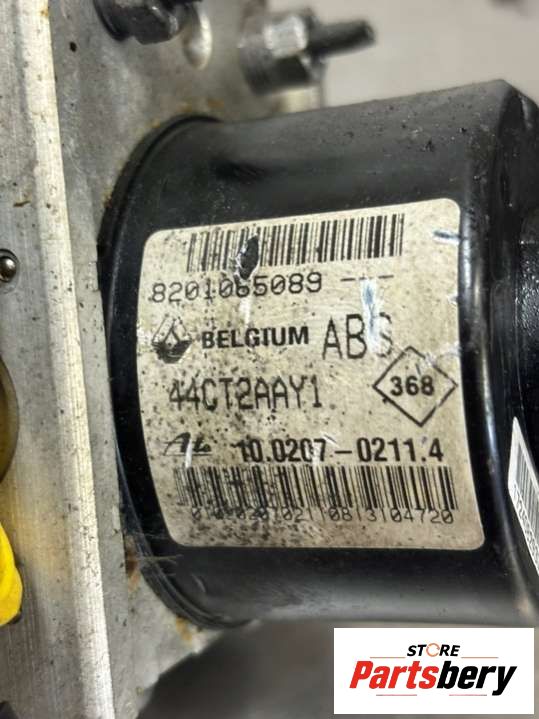 8201065089 ---
BELGIUM ABS
44CT2AAY1
368
10.0207-0211.4
STORE
Partsbery